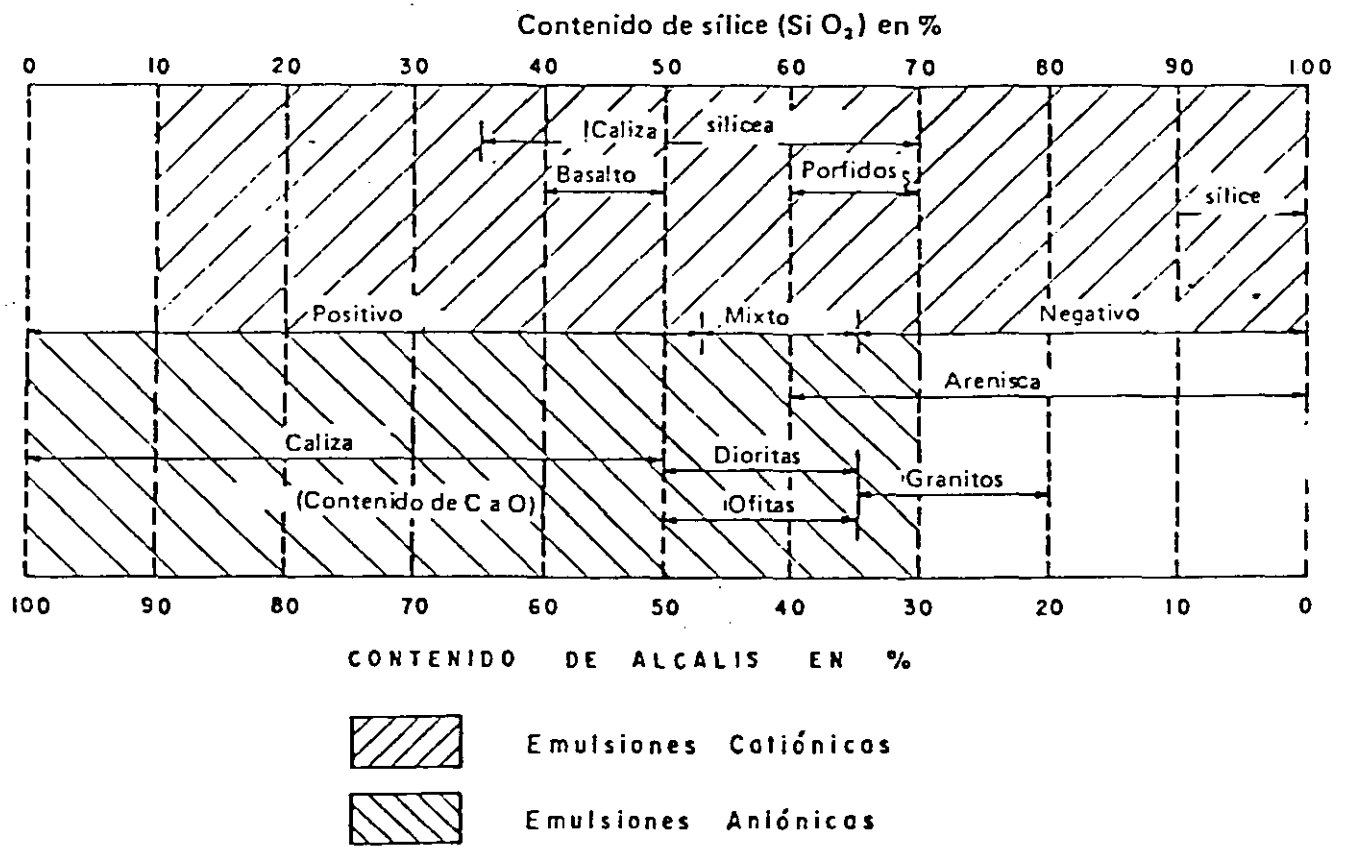 Contenido de sílice (Si O₂) en %
0 10 20 30 40 50 60 70 80 90 100
Caliza silícea
Basalto
Porfidos
sílice
Positivo Mixto Negativo
Arenisca
Caliza
Dioritas
Granitos
(Contenido de C a O)
Ofitas
100 90 80 70 60 50 40 30 20 10 0
CONTENIDO DE ALCALIS EN %
Emulsiones Catiónicas
Emulsiones Aniónicas